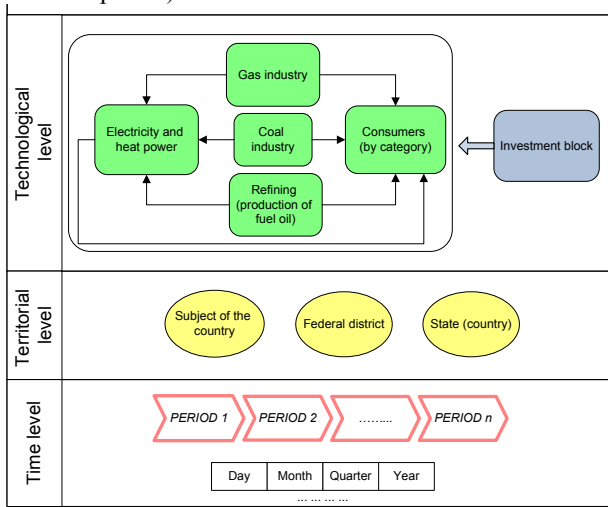 Technological
level
Gas industry
Electricity and
heat power
Coal
industry
Consumers
(by category)
Investment block
Refining
(production of
fuel oil)
Territorial
level
Subject of the
country
Federal district
State (country)
Time level
PERIOD 1
PERIOD 2
……....
PERIOD n
Day
Month
Quarter
Year
... ... ... ...